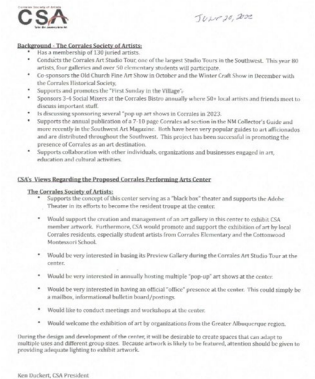 Corrales Society of Artists
CSA
July 20, 2022
Background - The Corrales Society of Artists:
* Has a membership of 130 juried artists.
* Conducts the Corrales Art Studio Tour, one of the largest Studio Tours in the Southwest. This year 80
artists, four galleries and over 50 elementary students will participate.
* Co-sponsors the Old Church Fine Art Show in October and the Winter Craft Show in December with
the Corrales Historical Society.
* Supports and promotes the "First Sunday in the Village".
* Sponsors 3-4 Social Mixers at the Corrales Bistro annually where 50+ local artists and friends meet to
discuss important stuff.
* Is discussing sponsoring several "pop up art shows in Corrales in 2023.
* Supports the annual publication of a 7-10 page Corrales ad section in the NM Collector's Guide and
more recently in the Southwest Art Magazine. Both have been very popular guides to art afficionados
and are distributed throughout the Southwest. This project has been successful in promoting the
presence of Corrales as an art destination.
* Supports collaboration with other individuals, organizations and businesses engaged in art,
education and cultural activities.
CSA's Views Regarding the Proposed Corrales Performing Arts Center
The Corrales Society of Artists:
* Supports the concept of this center serving as a "black box" theater and supports the Adobe
Theater in its efforts to become the resident troupe at the center.
* Would support the creation and management of an art gallery in this center to exhibit CSA
member artwork. Furthermore, CSA would promote and support the exhibition of art by local
Corrales residents, especially student artists from Corrales Elementary and the Cottonwood
Montessori School.
* Would be very interested in basing its Preview Gallery during the Corrales Art Studio Tour at the
center.
* Would be very interested in annually hosting multiple "pop-up" art shows at the center.
* Would be very interested in having an official "office" presence at the center. This could simply be
a mailbox, informational bulletin board/postings.
* Would like to conduct meetings and workshops at the center.
* Would welcome the exhibition of art by organizations from the Greater Albuquerque region.
During the design and development of the center, it will be desirable to create spaces that can adapt to
multiple uses and different group sizes. Because artwork is likely to be featured, attention should be given to
providing adequate lighting to exhibit artwork.
Ken Duckert, CSA President